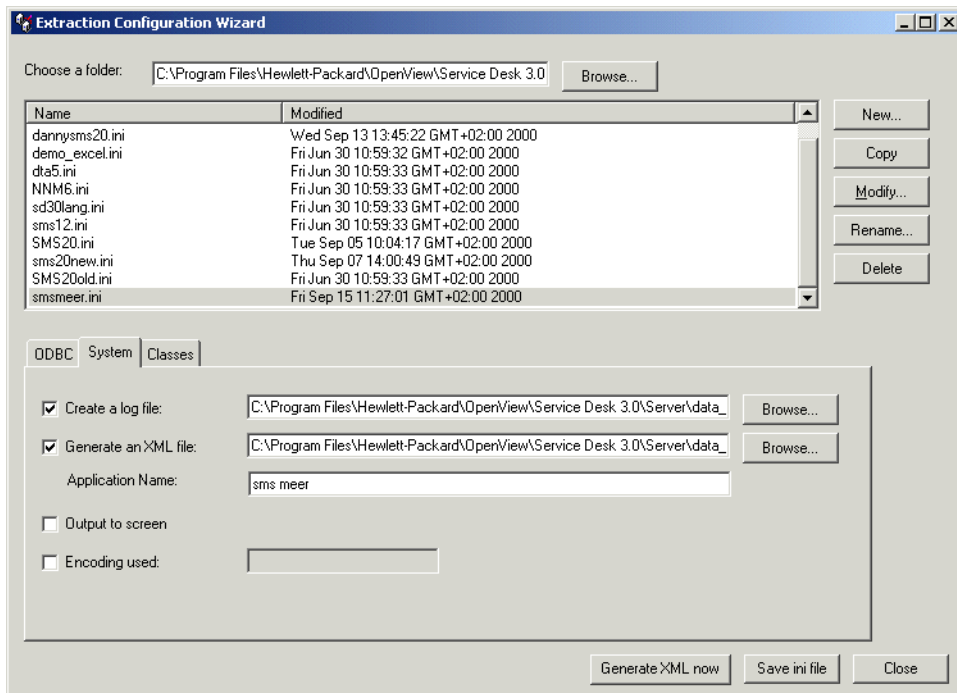 Extraction Configuration Wizard
Choose a folder: C:\Program Files\Hewlett-Packard\OpenView\Service Desk 3.0 Browse...
Name Modified
dannysms20.ini Wed Sep 13 13:45:22 GMT+02:00 2000
demo_excel.ini Fri Jun 30 10:59:32 GMT+02:00 2000
dta5.ini Fri Jun 30 10:59:33 GMT+02:00 2000
NNM6.ini Fri Jun 30 10:59:33 GMT+02:00 2000
sd30lang.ini Fri Jun 30 10:59:33 GMT+02:00 2000
sms12.ini Fri Jun 30 10:59:33 GMT+02:00 2000
SMS20.ini Tue Sep 05 10:04:17 GMT+02:00 2000
sms20new.ini Thu Sep 07 14:00:49 GMT+02:00 2000
SMS20old.ini Fri Jun 30 10:59:33 GMT+02:00 2000
smsmeer.ini Fri Sep 15 11:27:01 GMT+02:00 2000
New...
Copy
Modify...
Rename...
Delete
ODBC System Classes
Create a log file: C:\Program Files\Hewlett-Packard\OpenView\Service Desk 3.0\Server\data_ Browse...
Generate an XML file: C:\Program Files\Hewlett-Packard\OpenView\Service Desk 3.0\Server\data_ Browse...
Application Name: sms meer
Output to screen
Encoding used:
Generate XML now Save ini file Close